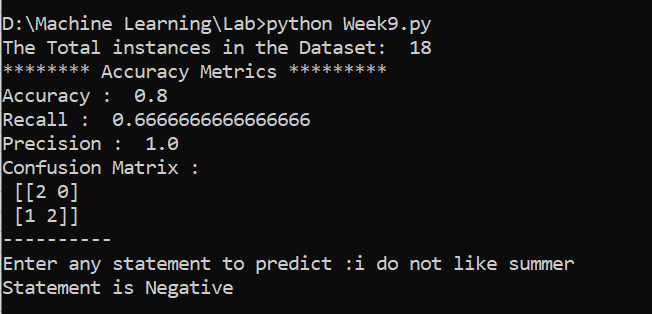 D:\Machine Learning\Lab>python Week9.py
The Total instances in the Dataset:  18
******** Accuracy Metrics *********
Accuracy :  0.8
Recall :  0.6666666666666666
Precision :  1.0
Confusion Matrix :
 [[2 0]
 [1 2]]
----------
Enter any statement to predict :i do not like summer
Statement is Negative